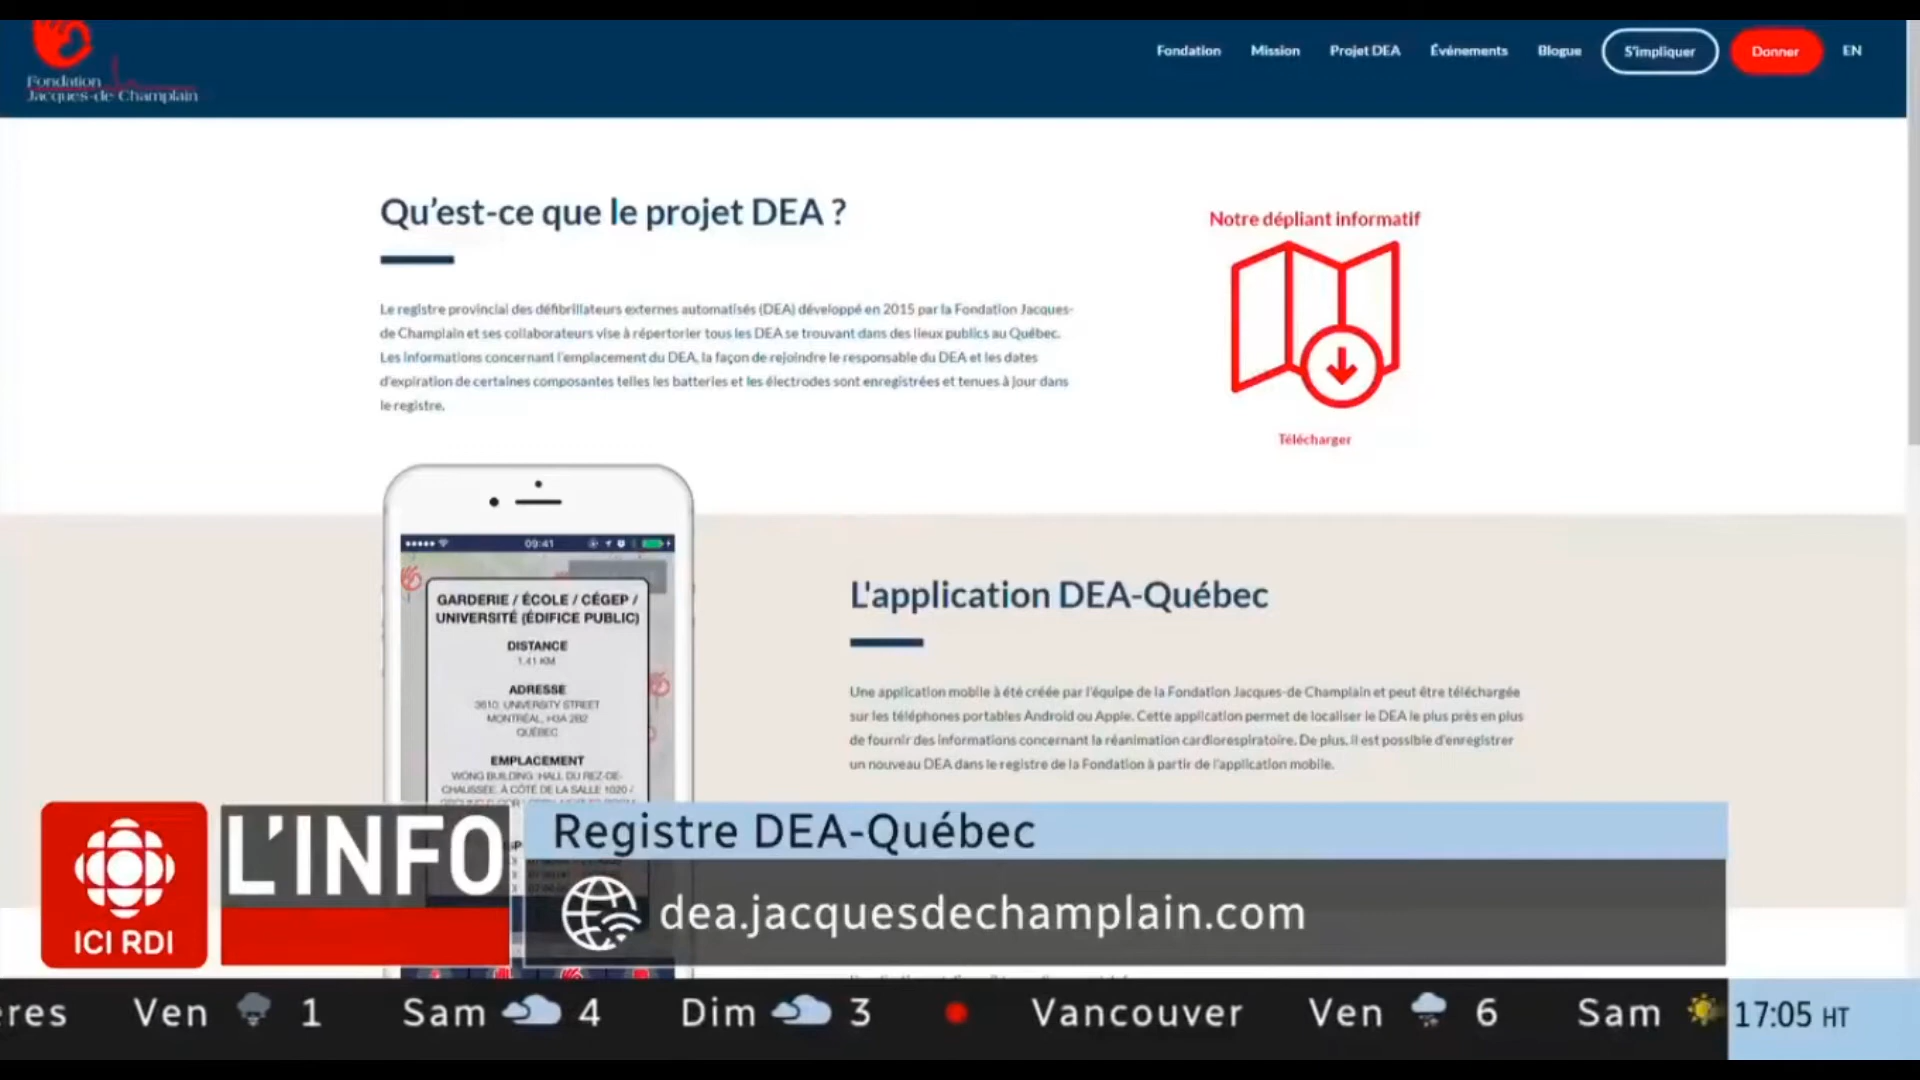 Fondation
Jacques-de Champlain
Fondation Mission Projet DEA Événements Blogue S'impliquer Donner EN
Qu'est-ce que le projet DEA ?
Le registre provincial des défibrillateurs externes automatisés (DEA) développé en 2015 par la Fondation Jacques-
de Champlain et ses collaborateurs vise à répertorier tous les DEA se trouvant dans des lieux publics au Québec.
Les informations concernant l'emplacement du DEA, la façon de rejoindre le responsable du DEA et les dates
d'expiration de certaines composantes telles les batteries et les électrodes sont enregistrées et tenues à jour dans
le registre.
Notre dépliant informatif
Télécharger
09:41
GARDERIE / ÉCOLE / CÉGEP /
UNIVERSITÉ (ÉDIFICE PUBLIC)
DISTANCE
1.41 KM
ADRESSE
3610, UNIVERSITY STREET
MONTRÉAL, H3A 2B2
QUÉBEC
EMPLACEMENT
WONG BUILDING: HALL DU REZ-DE-
CHAUSSÉE, À CÔTÉ DE LA SALLE 1020 /
L'application DEA-Québec
Une application mobile à été créée par l'équipe de la Fondation Jacques-de Champlain et peut être téléchargée
sur les téléphones portables Android ou Apple. Cette application permet de localiser le DEA le plus près en plus
de fournir des informations concernant la réanimation cardiorespiratoire. De plus, il est possible d'enregistrer
un nouveau DEA dans le registre de la Fondation à partir de l'application mobile.
ICI RDI
L'INFO
Registre DEA-Québec
dea.jacquesdechamplain.com
ères Ven 1 Sam 4 Dim 3 Vancouver Ven 6 Sam 17:05 HT